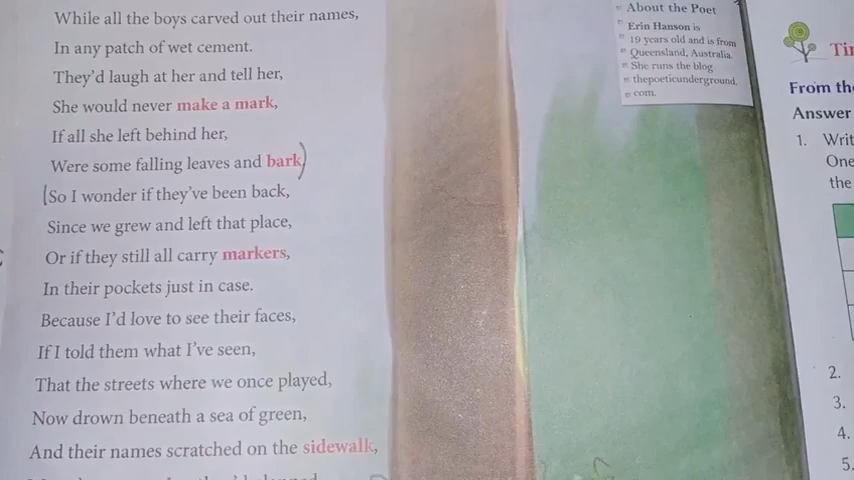 While all the boys carved out their names,
In any patch of wet cement.
They'd laugh at her and tell her,
She would never make a mark,
If all she left behind her,
Were some falling leaves and bark,
So I wonder if they've been back,
Since we grew and left that place,
Or if they still all carry markers,
In their pockets just in case.
Because I'd love to see their faces,
If I told them what I've seen,
That the streets where we once played,
Now drown beneath a sea of green,
And their names scratched on the sidewalk,
About the Poet
Erin Hanson is
19 years old and is from
Queensland, Australia.
She runs the blog
thepoeticunderground.
com.
From
Answer
1.
One
the
2.
3.
4.
5.